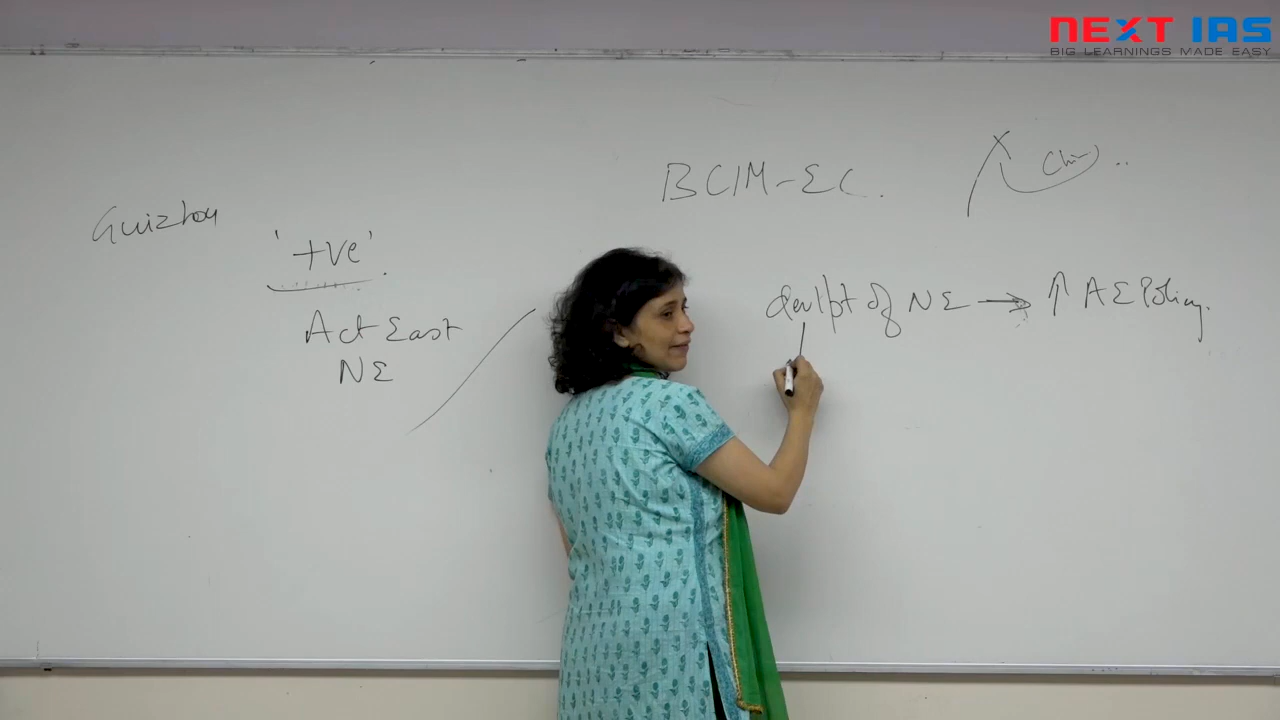 NEXT IAS
BIG LEARNINGS MADE EASY
BCIM-EC.
Guizhou
'+ve'
Act East
NE
devlpt of NE → ↑ AE Policy.